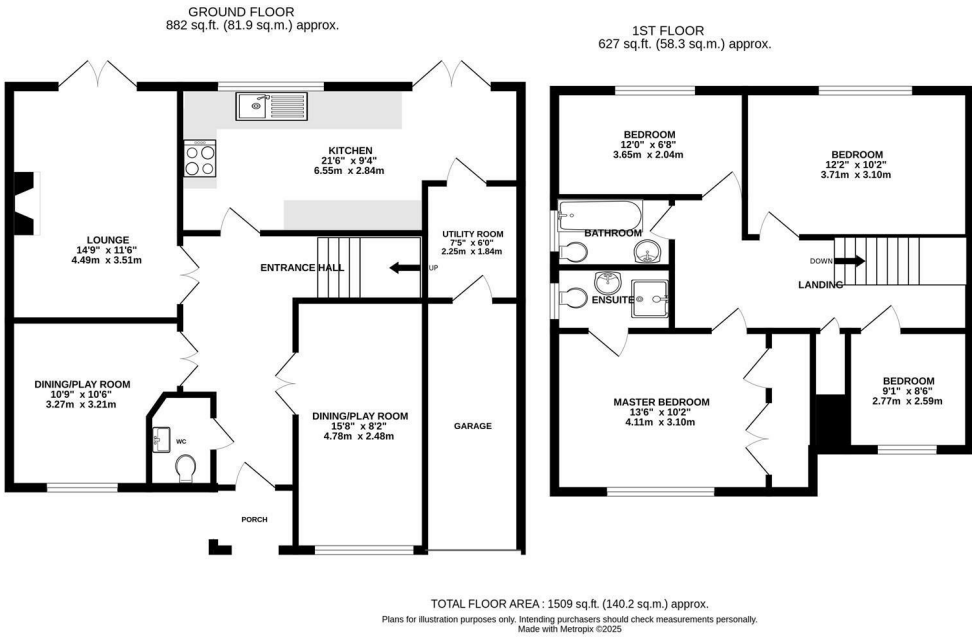 GROUND FLOOR
882 sq.ft. (81.9 sq.m.) approx.
KITCHEN
21'6" x 9'4"
6.55m x 2.84m
LOUNGE
14'9" x 11'6"
4.49m x 3.51m
UTILITY ROOM
7'5" x 6'0"
2.25m x 1.84m
ENTRANCE HALL
UP
DINING/PLAY ROOM
10'9" x 10'6"
3.27m x 3.21m
WC
DINING/PLAY ROOM
15'8" x 8'2"
4.78m x 2.48m
GARAGE
PORCH
1ST FLOOR
627 sq.ft. (58.3 sq.m.) approx.
BEDROOM
12'0" x 6'8"
3.65m x 2.04m
BEDROOM
12'2" x 10'2"
3.71m x 3.10m
BATHROOM
DOWN
LANDING
ENSUITE
MASTER BEDROOM
13'6" x 10'2"
4.11m x 3.10m
BEDROOM
9'1" x 8'6"
2.77m x 2.59m
TOTAL FLOOR AREA : 1509 sq.ft. (140.2 sq.m.) approx.
Plans for illustration purposes only. Intending purchasers should check measurements personally.
Made with Metropix ©2025